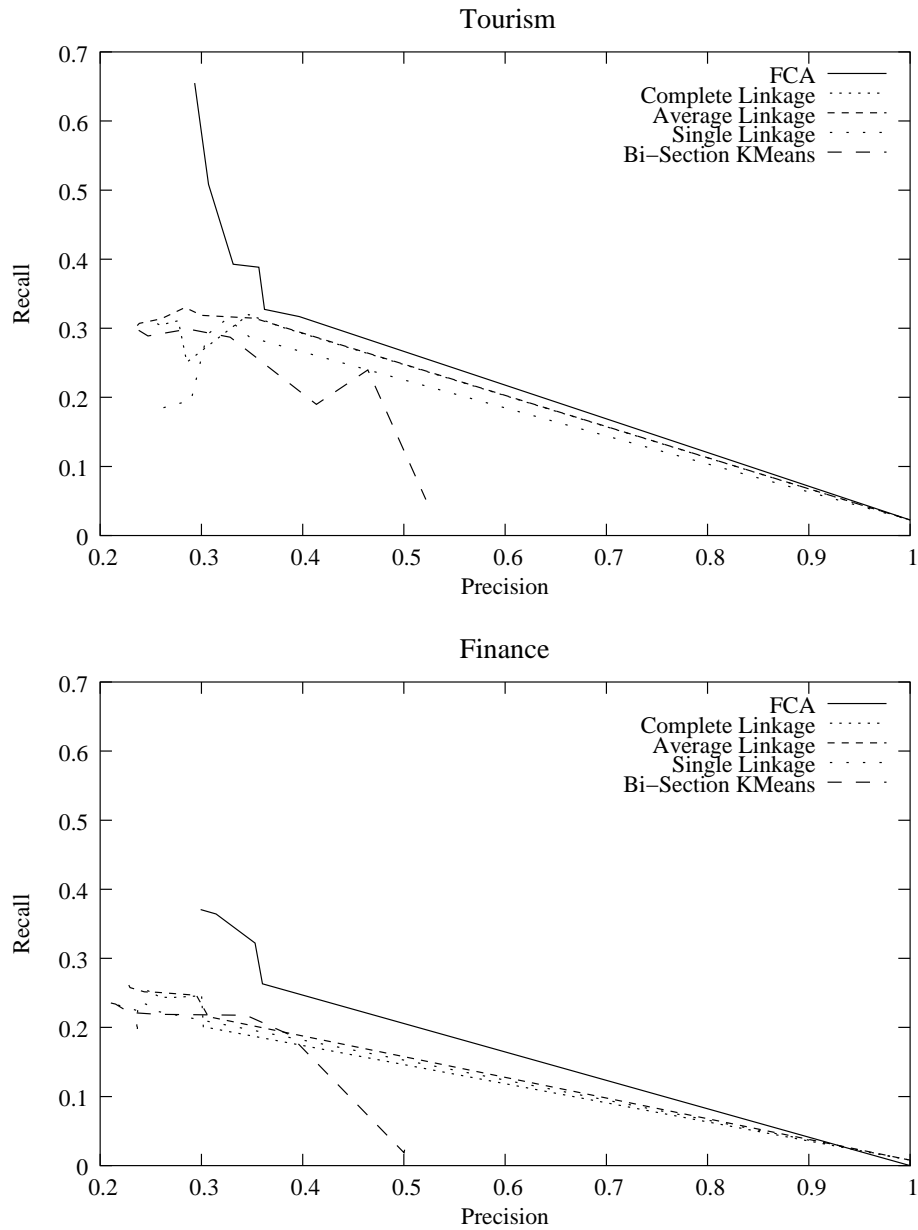 Tourism
0.7
0.6
0.5
0.4
0.3
0.2
0.1
0
Recall
FCA
Complete Linkage
Average Linkage
Single Linkage
Bi−Section KMeans
0.2 0.3 0.4 0.5 0.6 0.7 0.8 0.9 1
Precision
Finance
0.7
0.6
0.5
0.4
0.3
0.2
0.1
0
Recall
FCA
Complete Linkage
Average Linkage
Single Linkage
Bi−Section KMeans
0.2 0.3 0.4 0.5 0.6 0.7 0.8 0.9 1
Precision